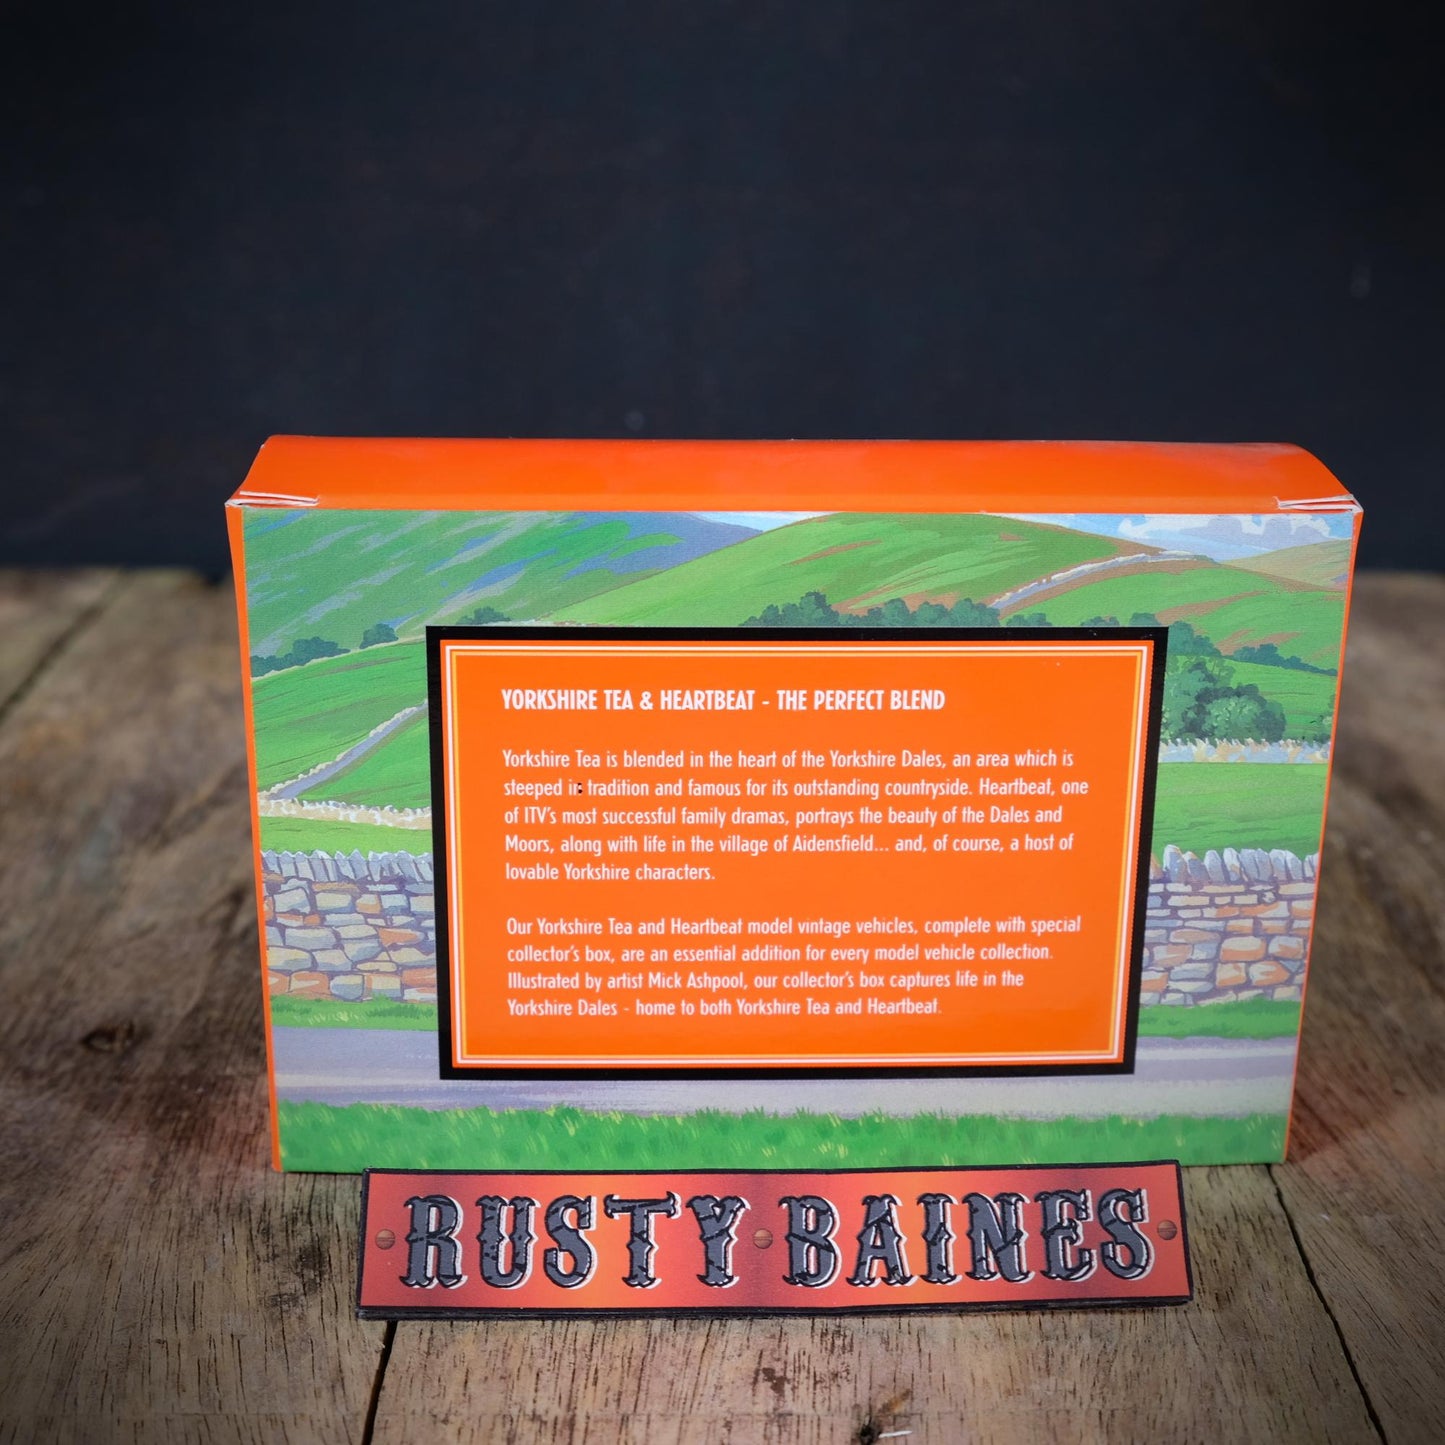 YORKSHIRE TEA & HEARTBEAT - THE PERFECT BLEND
Yorkshire Tea is blended in the heart of the Yorkshire Dales, an area which is
steeped in tradition and famous for its outstanding countryside. Heartbeat, one
of ITV's most successful family dramas, portrays the beauty of the Dales and
Moors, along with life in the village of Aidensfield... and, of course, a host of
lovable Yorkshire characters.
Our Yorkshire Tea and Heartbeat model vintage vehicles, complete with special
collector's box, are an essential addition for every model vehicle collection.
Illustrated by artist Mick Ashpool, our collector's box captures life in the
Yorkshire Dales - home to both Yorkshire Tea and Heartbeat.
RUSTY BAINES